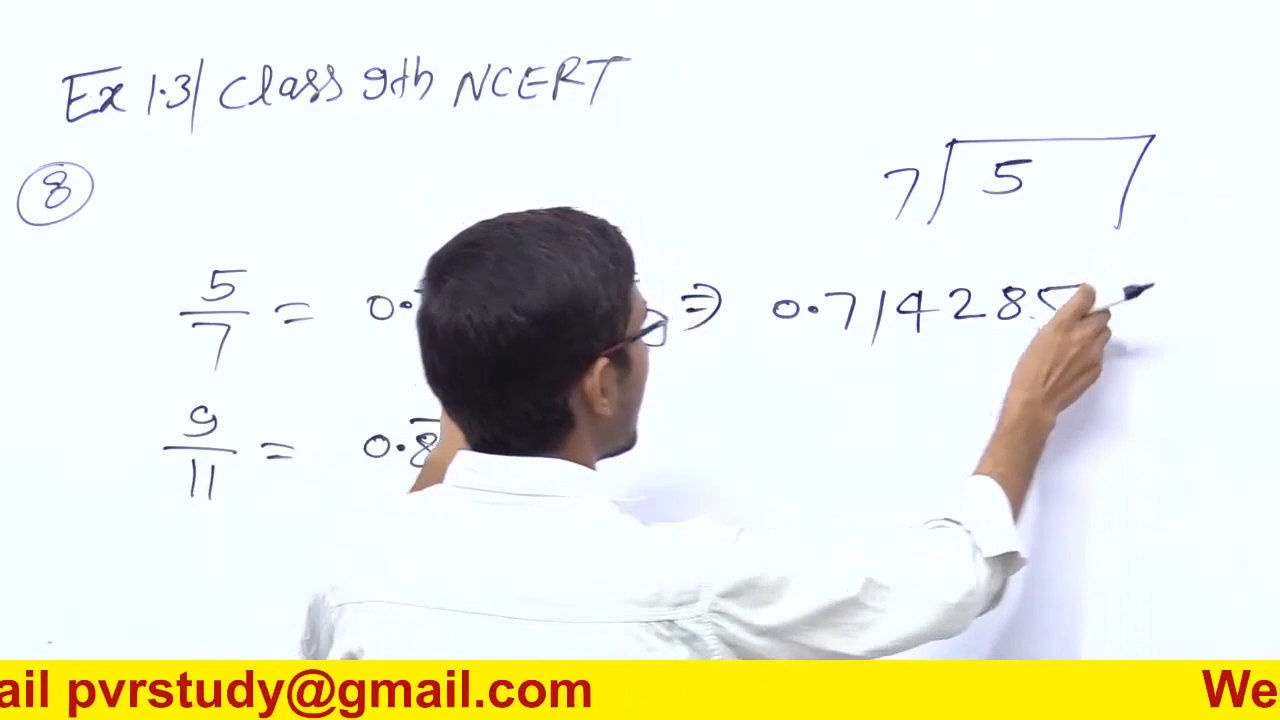 Ex 1.3| Class 9th NCERT
8
7 5
5/7 = 0. ⇒ 0.714285
9/11 = 0.8
ail pvrstudy@gmail.com We